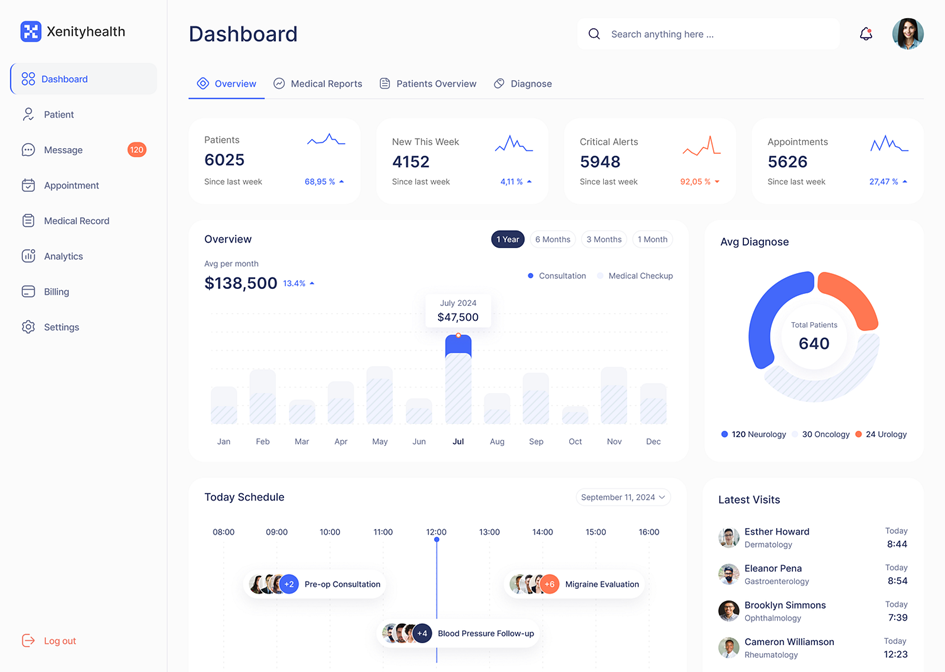 Xenityhealth
Dashboard
Patient
Message 120
Appointment
Medical Record
Analytics
Billing
Settings
Log out
Dashboard
Search anything here ...
Overview Medical Reports Patients Overview Diagnose
Patients
6025
Since last week 68,95 %
New This Week
4152
Since last week 4,11 %
Critical Alerts
5948
Since last week 92,05 %
Appointments
5626
Since last week 27,47 %
Overview
1 Year 6 Months 3 Months 1 Month
Avg per month
$138,500 13.4%
Consultation Medical Checkup
July 2024
$47,500
Jan Feb Mar Apr May Jun Jul Aug Sep Oct Nov Dec
Avg Diagnose
Total Patients
640
120 Neurology 30 Oncology 24 Urology
Today Schedule
September 11, 2024
08:00 09:00 10:00 11:00 12:00 13:00 14:00 15:00 16:00
+2 Pre-op Consultation
+6 Migraine Evaluation
+4 Blood Pressure Follow-up
Latest Visits
Esther Howard Today
Dermatology 8:44
Eleanor Pena Today
Gastroenterology 8:54
Brooklyn Simmons Today
Ophthalmology 7:39
Cameron Williamson Today
Rheumatology 12:23